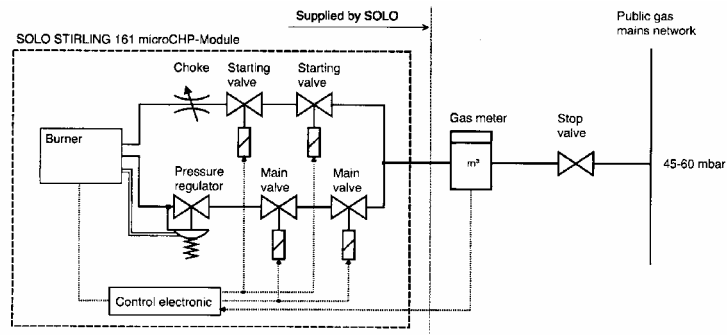 Supplied by SOLO
Public gas
mains network
SOLO STIRLING 161 microCHP-Module
Choke
Starting
valve
Starting
valve
Gas meter
Stop
valve
Burner
m³
45-60 mbar
Pressure
regulator
Main
valve
Main
valve
Control electronic